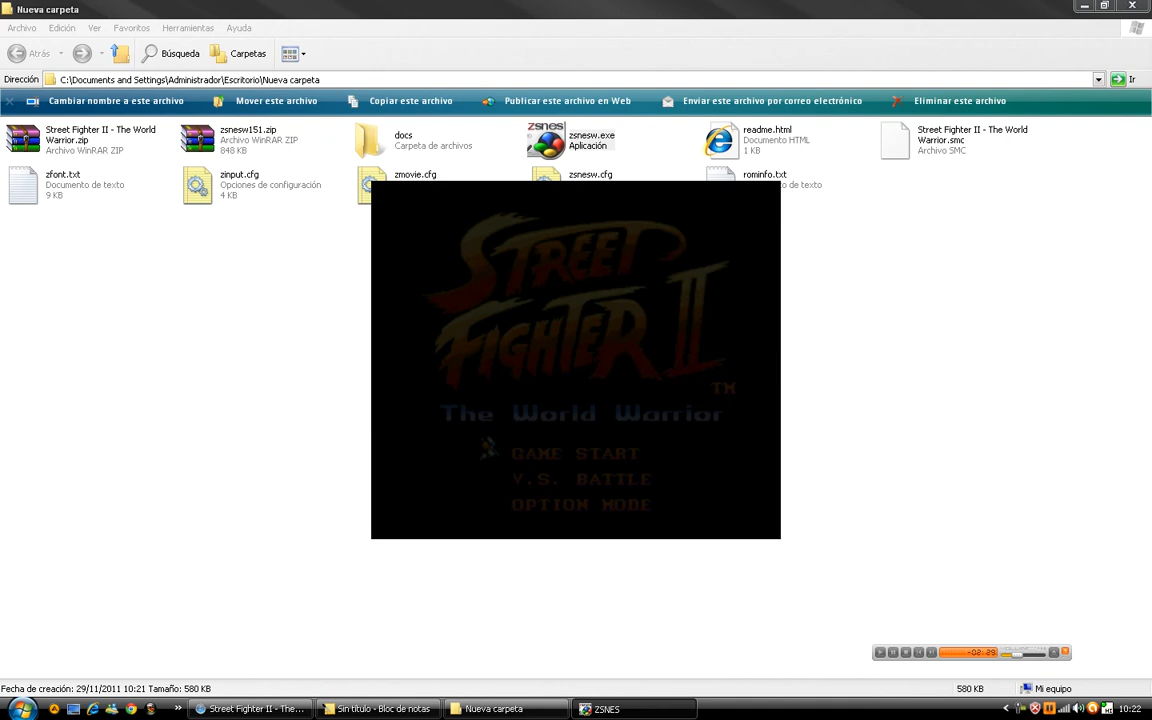 Nueva carpeta
Archivo Edición Ver Favoritos Herramientas Ayuda
Atrás Búsqueda Carpetas
Dirección C:\Documents and Settings\Administrador\Escritorio\Nueva carpeta Ir
Cambiar nombre a este archivo Mover este archivo Copiar este archivo Publicar este archivo en Web Enviar este archivo por correo electrónico Eliminar este archivo
Street Fighter II - The World
Warrior.zip
Archivo WinRAR ZIP
zsnesw151.zip
Archivo WinRAR ZIP
848 KB
docs
Carpeta de archivos
ZSNES
zsnesw.exe
Aplicación
readme.html
Documento HTML
1 KB
Street Fighter II - The World
Warrior.smc
Archivo SMC
zfont.txt
Documento de texto
9 KB
zinput.cfg
Opciones de configuración
4 KB
zmovie.cfg
zsnesw.cfg
rominfo.txt
to de texto
STREET
FIGHTER II
TM
The World Warrior
GAME START
V.S. BATTLE
OPTION MODE
-02:29
Fecha de creación: 29/11/2011 10:21 Tamaño: 580 KB 580 KB Mi equipo
Street Fighter II - The... Sin título - Bloc de notas Nueva carpeta ZSNES 10:22